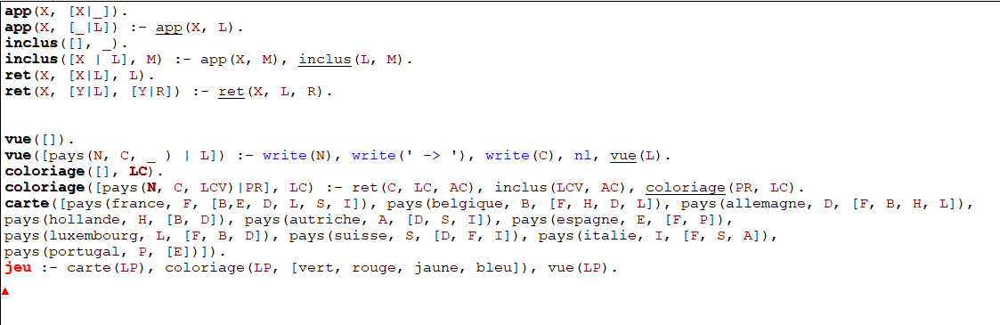 app(X, [X|_]).
app(X, [_|L]) :- app(X, L).
inclus([], _).
inclus([X | L], M) :- app(X, M), inclus(L, M).
ret(X, [X|L], L).
ret(X, [Y|L], [Y|R]) :- ret(X, L, R).
vue([]).
vue([pays(N, C, _ ) | L]) :- write(N), write(' -> '), write(C), nl, vue(L).
coloriage([], LC).
coloriage([pays(N, C, LCV)|PR], LC) :- ret(C, LC, AC), inclus(LCV, AC), coloriage(PR, LC).
carte([pays(france, F, [B,E, D, L, S, I]), pays(belgique, B, [F, H, D, L]), pays(allemagne, D, [F, B, H, L]),
pays(hollande, H, [B, D]), pays(autriche, A, [D, S, I]), pays(espagne, E, [F, P]),
pays(luxembourg, L, [F, B, D]), pays(suisse, S, [D, F, I]), pays(italie, I, [F, S, A]),
pays(portugal, P, [E])]).
jeu :- carte(LP), coloriage(LP, [vert, rouge, jaune, bleu]), vue(LP).